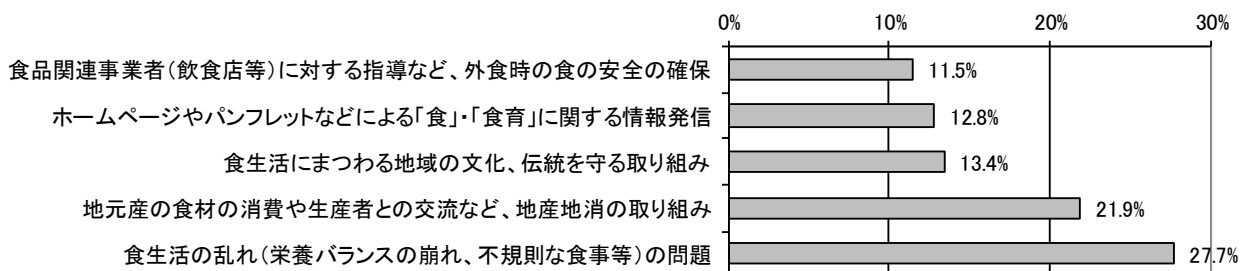 0% 10% 20% 30%
食品関連事業者(飲食店等)に対する指導など、外食時の食の安全の確保 11.5%
ホームページやパンフレットなどによる「食」・「食育」に関する情報発信 12.8%
食生活にまつわる地域の文化、伝統を守る取り組み 13.4%
地元産の食材の消費や生産者との交流など、地産地消の取り組み 21.9%
食生活の乱れ(栄養バランスの崩れ、不規則な食事等)の問題 27.7%